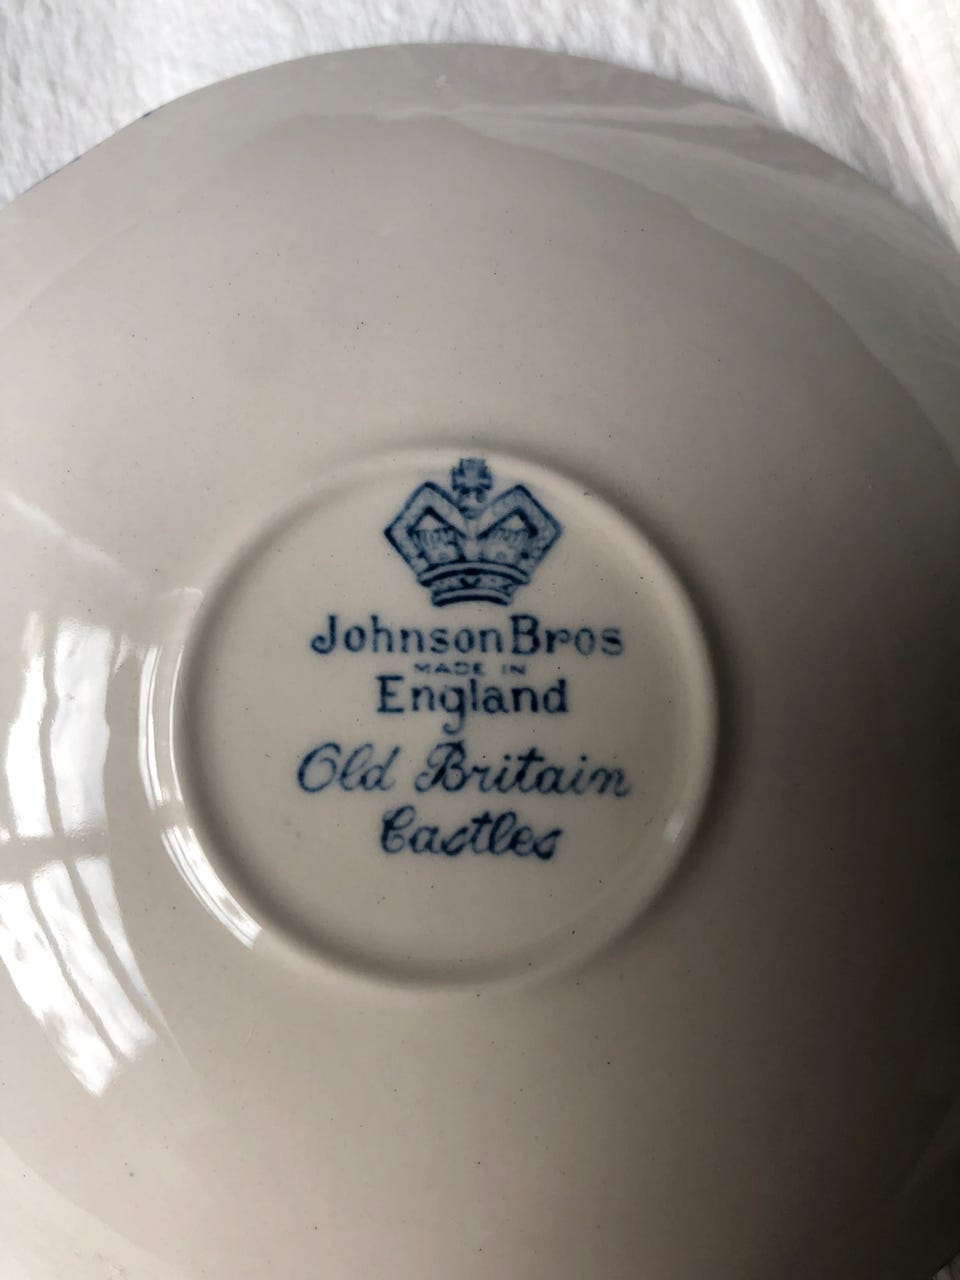 Johnson Bros
MADE IN
England
Old Britain
Castles